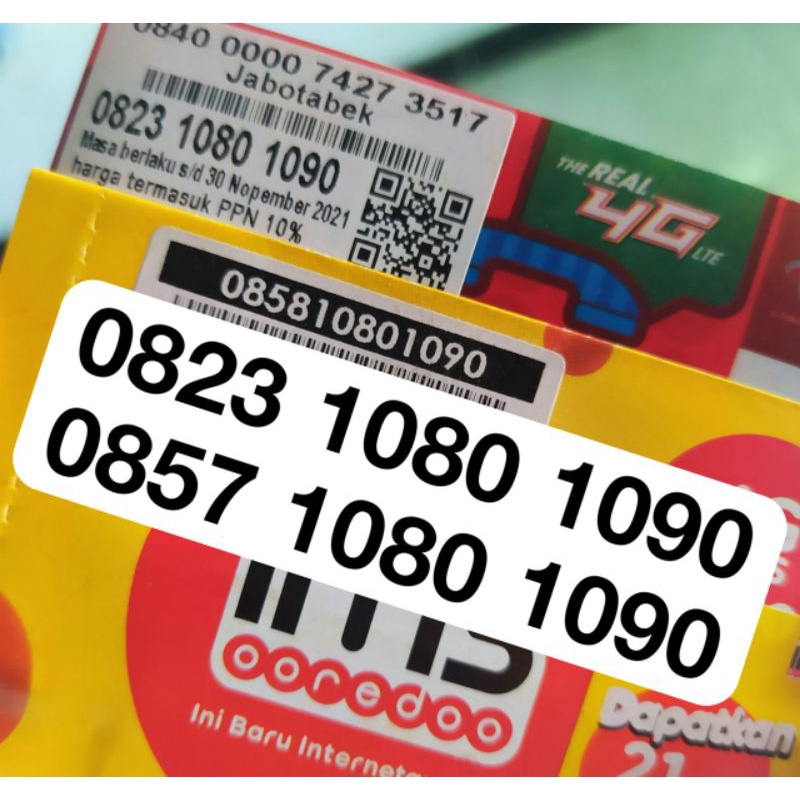 0840 0000 7427 3517
Jabotabek
0823 1080 1090
Masa berlaku s/d 30 Nopember 2021
harga termasuk PPN 10%
THE REAL
4G LTE
085810801090
0823 1080 1090
0857 1080 1090
ooredoo
Ini Baru
Dapatkan
21